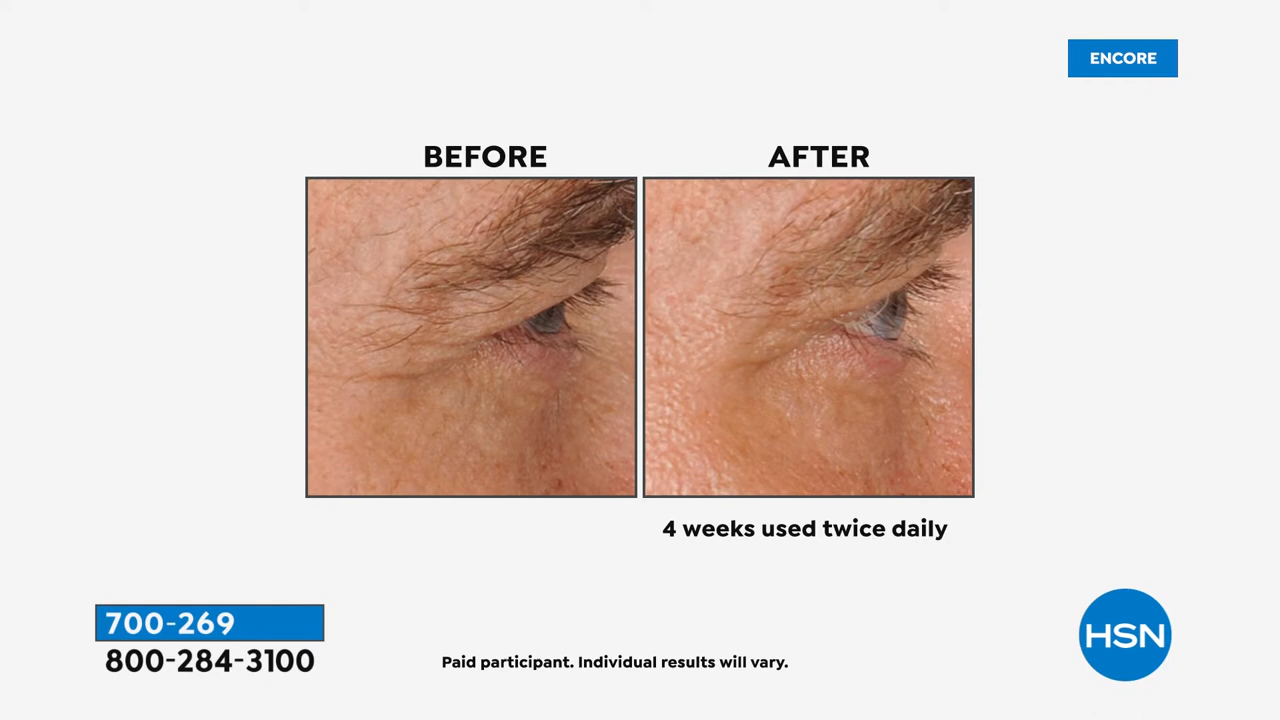 ENCORE
BEFORE
AFTER
4 weeks used twice daily
700-269
800-284-3100
Paid participant. Individual results will vary.
HSN